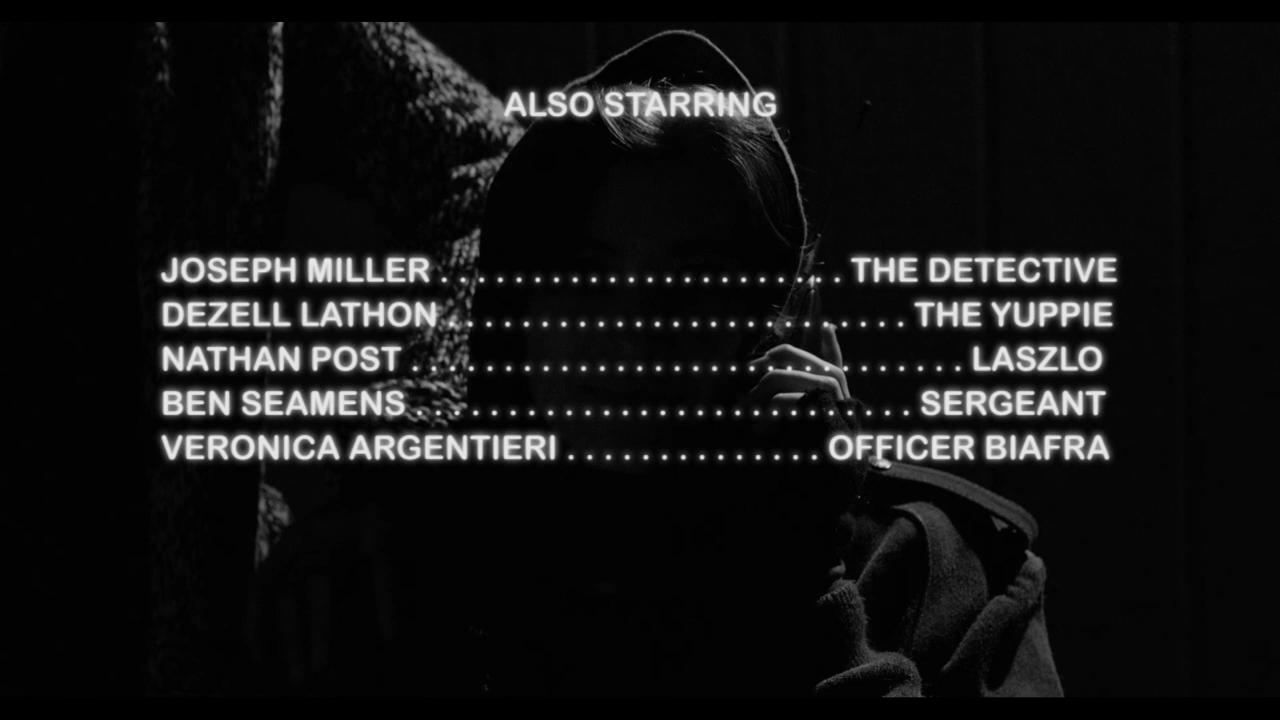 ALSO STARRING
JOSEPH MILLER . . . . . . . . . . . . . . . . . . . . . . . THE DETECTIVE
DEZELL LATHON . . . . . . . . . . . . . . . . . . . . . . . . . . THE YUPPIE
NATHAN POST . . . . . . . . . . . . . . . . . . . . . . . . . . . . . . . LASZLO
BEN SEAMENS . . . . . . . . . . . . . . . . . . . . . . . . . . . . SERGEANT
VERONICA ARGENTIERI . . . . . . . . . . . . . . OFFICER BIAFRA